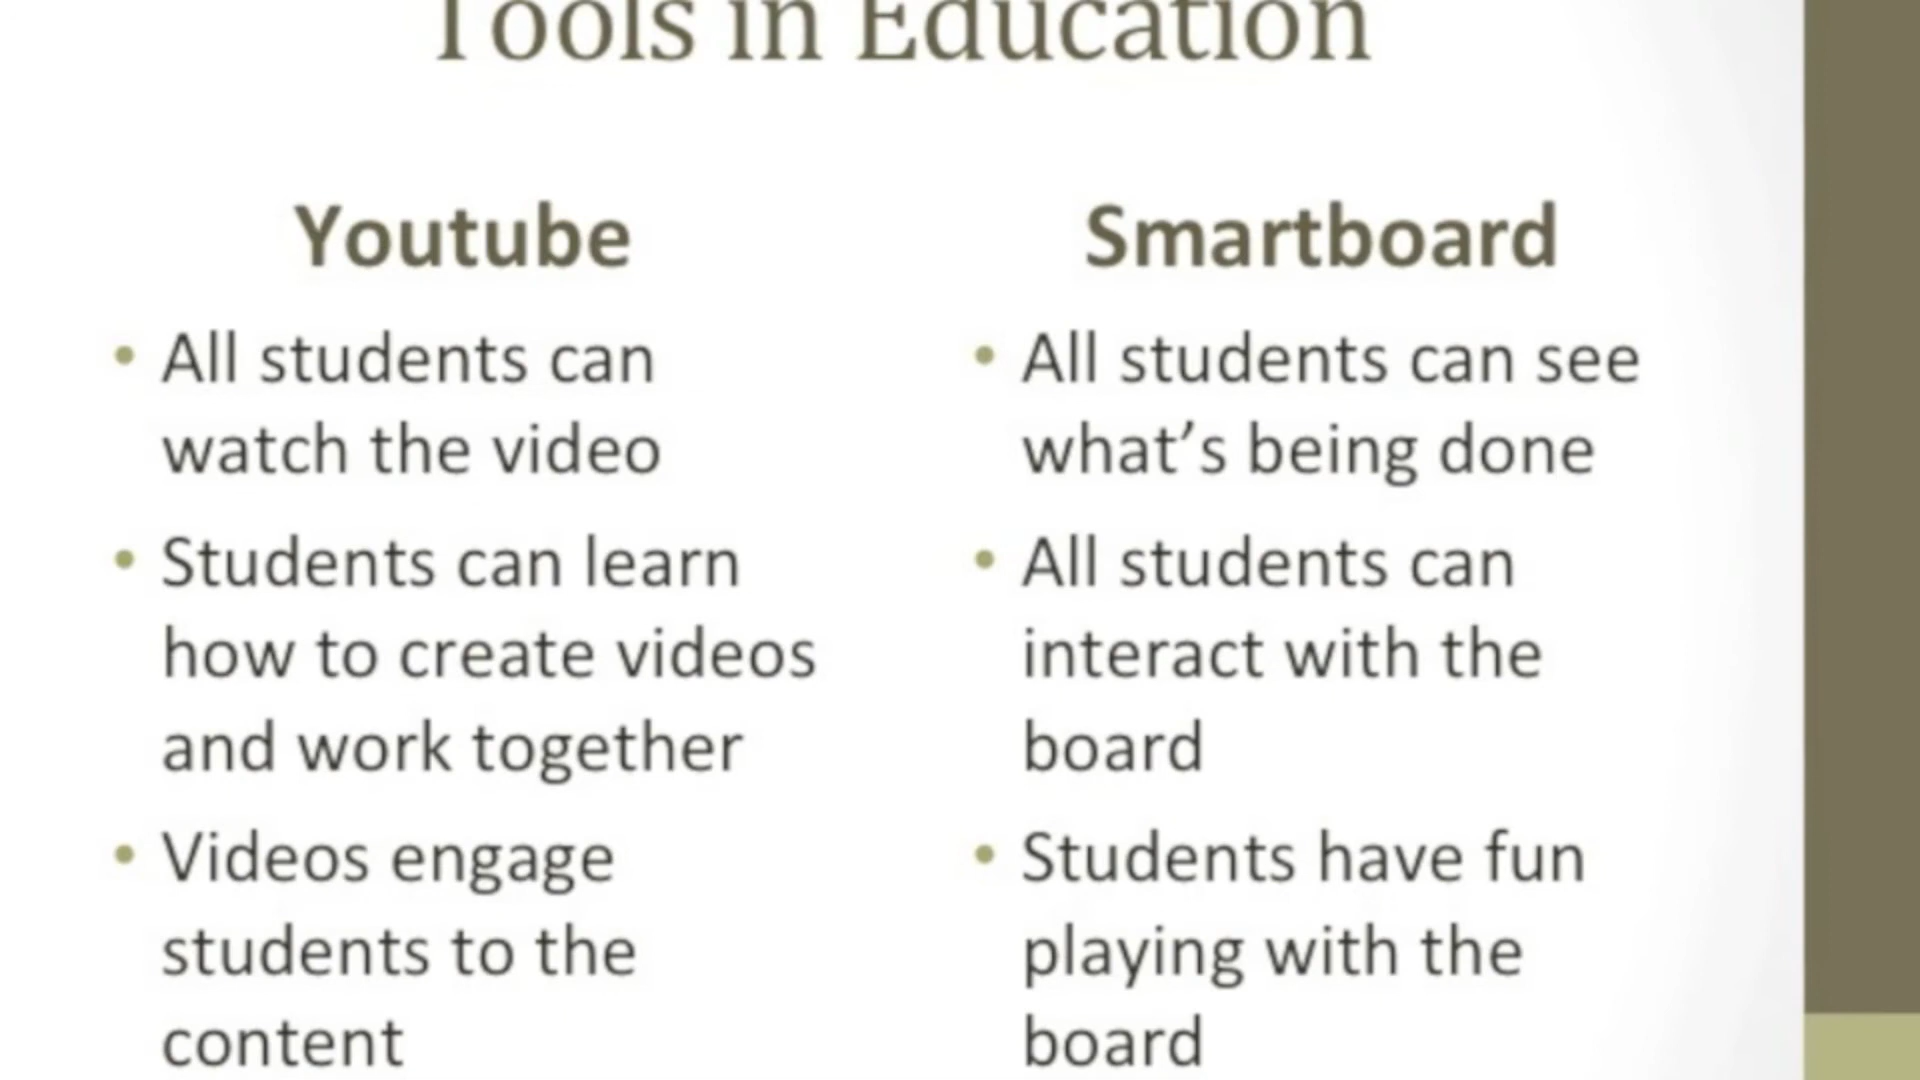 Tools in Education
Youtube
All students can
watch the video
Students can learn
how to create videos
and work together
Videos engage
students to the
content
Smartboard
All students can see
what's being done
All students can
interact with the
board
Students have fun
playing with the
board